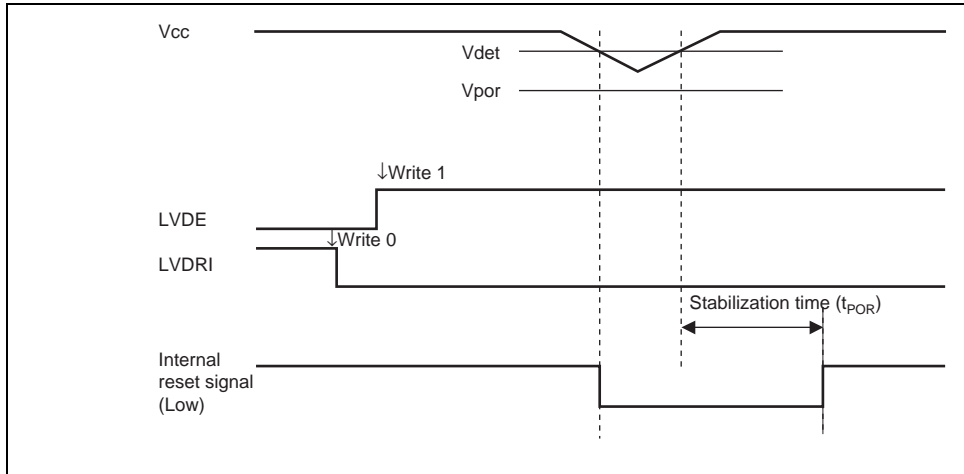 Vcc
Vdet
Vpor
↓Write 1
LVDE
↓Write 0
LVDRI
Stabilization time (tPOR)
Internal
reset signal
(Low)